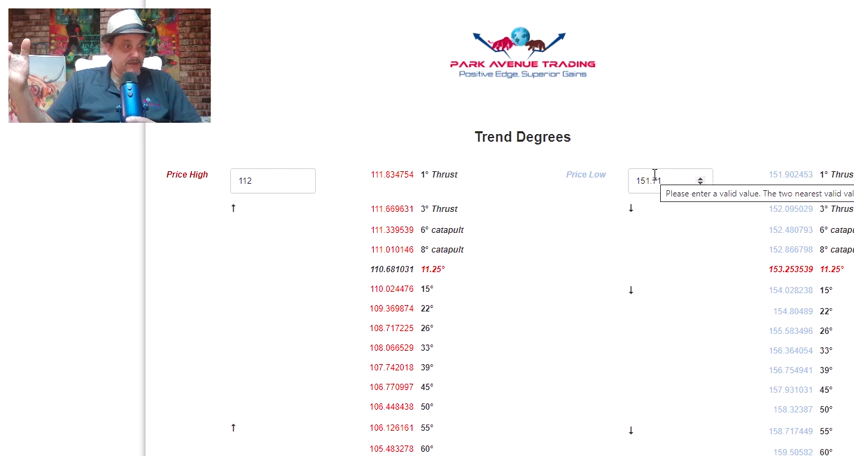 PARK AVENUE TRADING
Positive Edge, Superior Gains
Trend Degrees
Price High 112 111.834754 1° Thrust Price Low 151.71 151.902453 1° Thrus
Please enter a valid value. The two nearest valid val
↑ 111.669631 3° Thrust ↓ 152.095029 3° Thrus
111.339539 6° catapult 152.480793 6° catapul
111.010146 8° catapult 152.866798 8° catapul
110.681031 11.25° 153.253539 11.25°
110.024476 15° ↓ 154.028238 15°
109.369874 22° 154.80489 22°
108.717225 26° 155.583496 26°
108.066529 33° 156.364054 33°
107.742018 39° 156.754941 39°
106.770997 45° 157.931031 45°
106.448438 50° 158.32387 50°
↑ 106.126161 55° ↓ 158.717449 55°
105.483278 60° 159.50582 60°